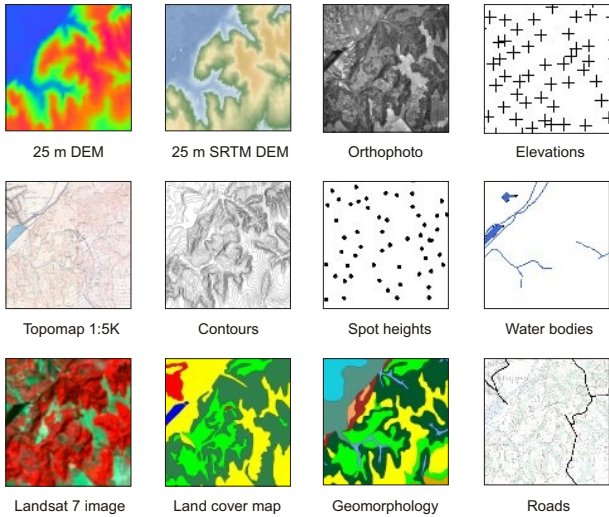 25 m DEM
25 m SRTM DEM
Orthophoto
Elevations
Topomap 1:5K
Contours
Spot heights
Water bodies
Landsat 7 image
Land cover map
Geomorphology
Roads